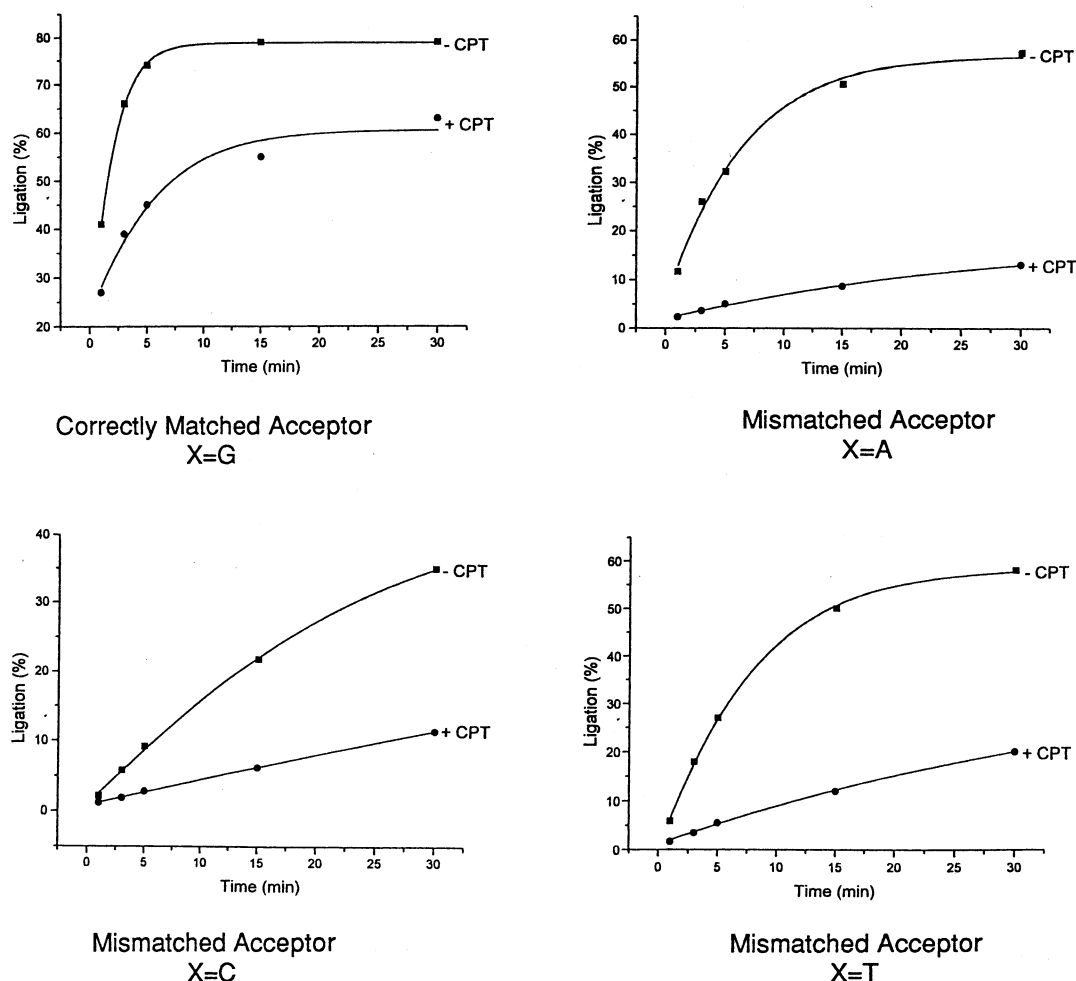 80
70
60
50
40
30
20
Ligation (%)
- CPT
+ CPT
0 5 10 15 20 25 30
Time (min)
Correctly Matched Acceptor
X=G
60
50
40
30
20
10
0
Ligation (%)
- CPT
+ CPT
0 5 10 15 20 25 30
Time (min)
Mismatched Acceptor
X=A
40
30
20
10
0
Ligation (%)
- CPT
+ CPT
0 5 10 15 20 25 30
Time (min)
Mismatched Acceptor
X=C
60
50
40
30
20
10
0
Ligation (%)
- CPT
+ CPT
0 5 10 15 20 25 30
Time (min)
Mismatched Acceptor
X=T